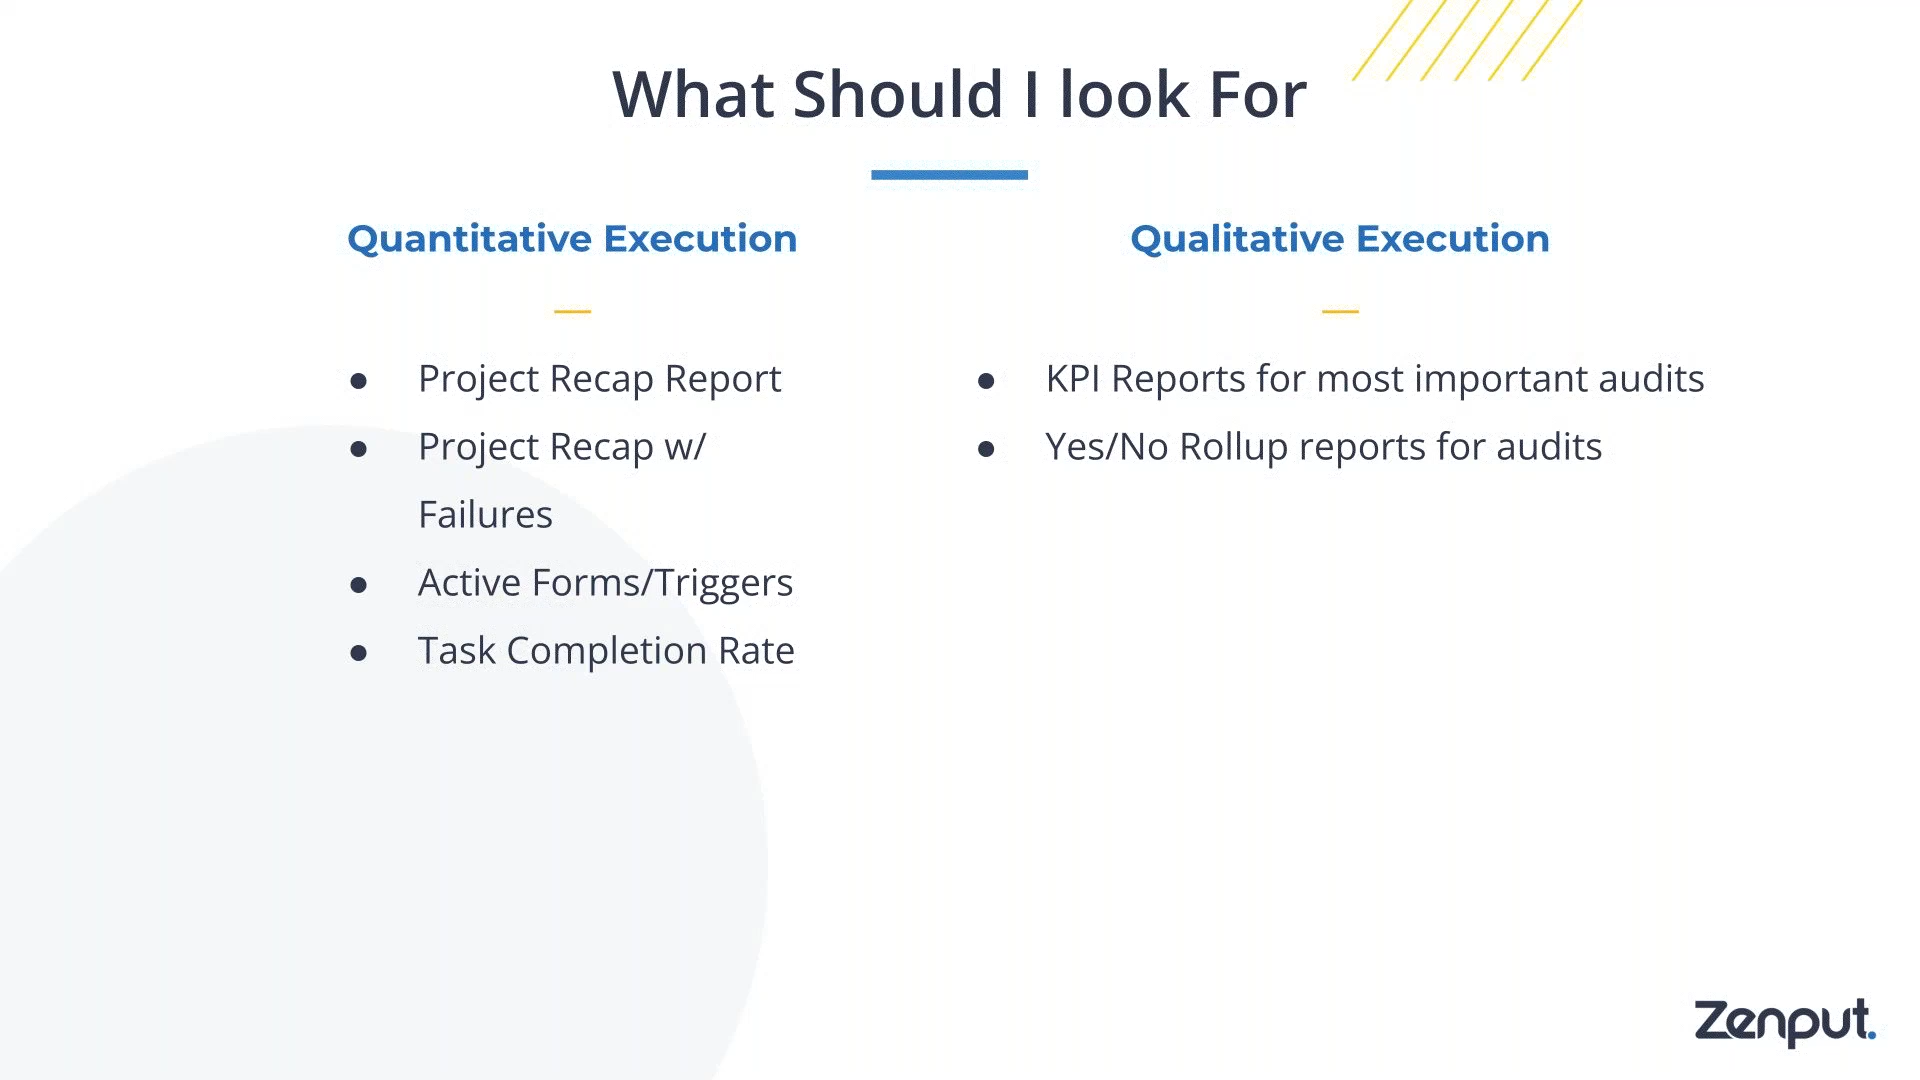 What Should I look For
Quantitative Execution
● Project Recap Report
● Project Recap w/
Failures
● Active Forms/Triggers
● Task Completion Rate
Qualitative Execution
● KPI Reports for most important audits
● Yes/No Rollup reports for audits
Zenput.